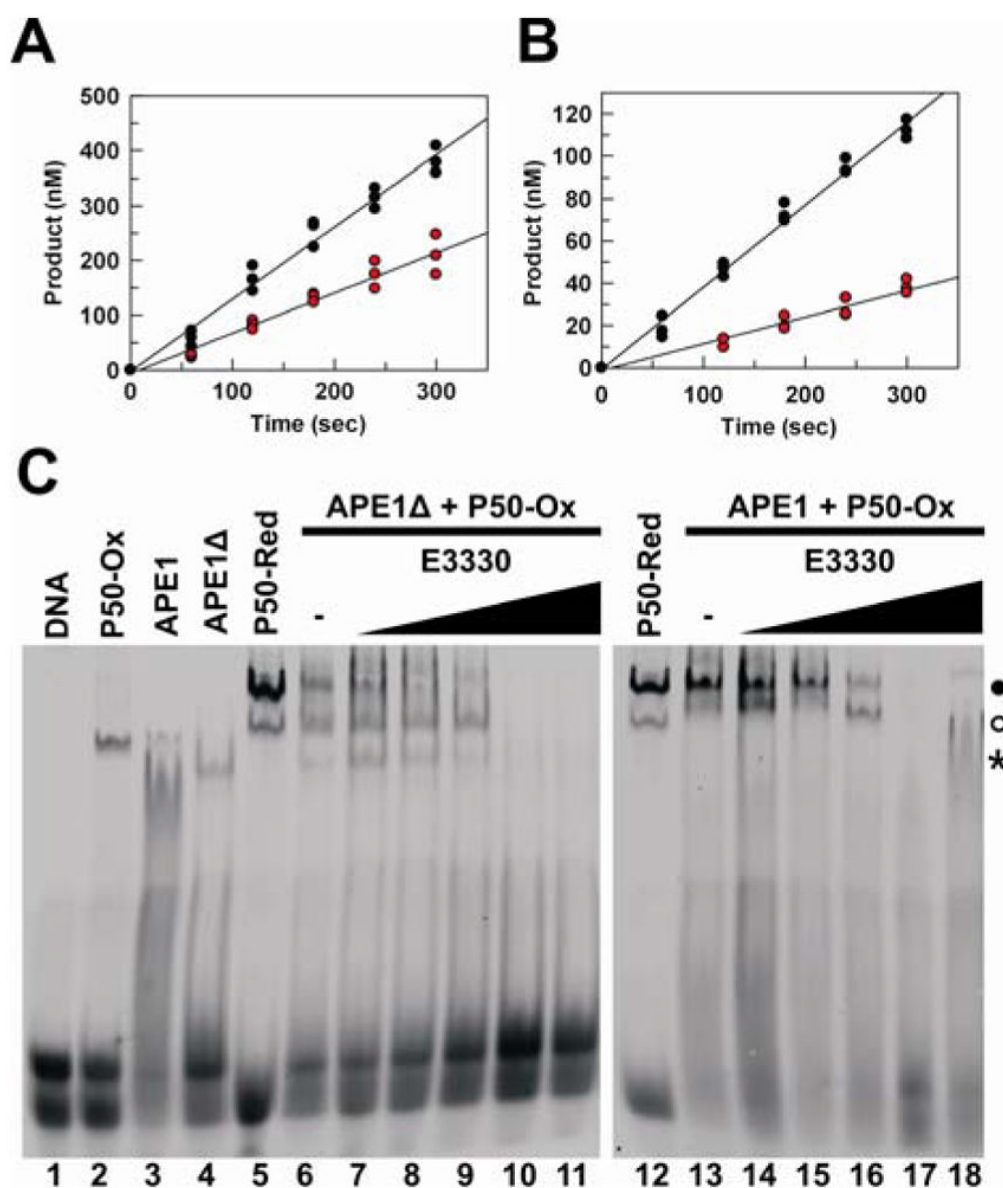 A
B
500
400
300
200
100
0
Product (nM)
0 100 200 300
Time (sec)
120
100
80
60
40
20
0
Product (nM)
0 100 200 300
Time (sec)
C
DNA
P50-Ox
APE1
APE1Δ
P50-Red
APE1Δ + P50-Ox
E3330
-
P50-Red
APE1 + P50-Ox
E3330
-
*
1 2 3 4 5 6 7 8 9 10 11 12 13 14 15 16 17 18